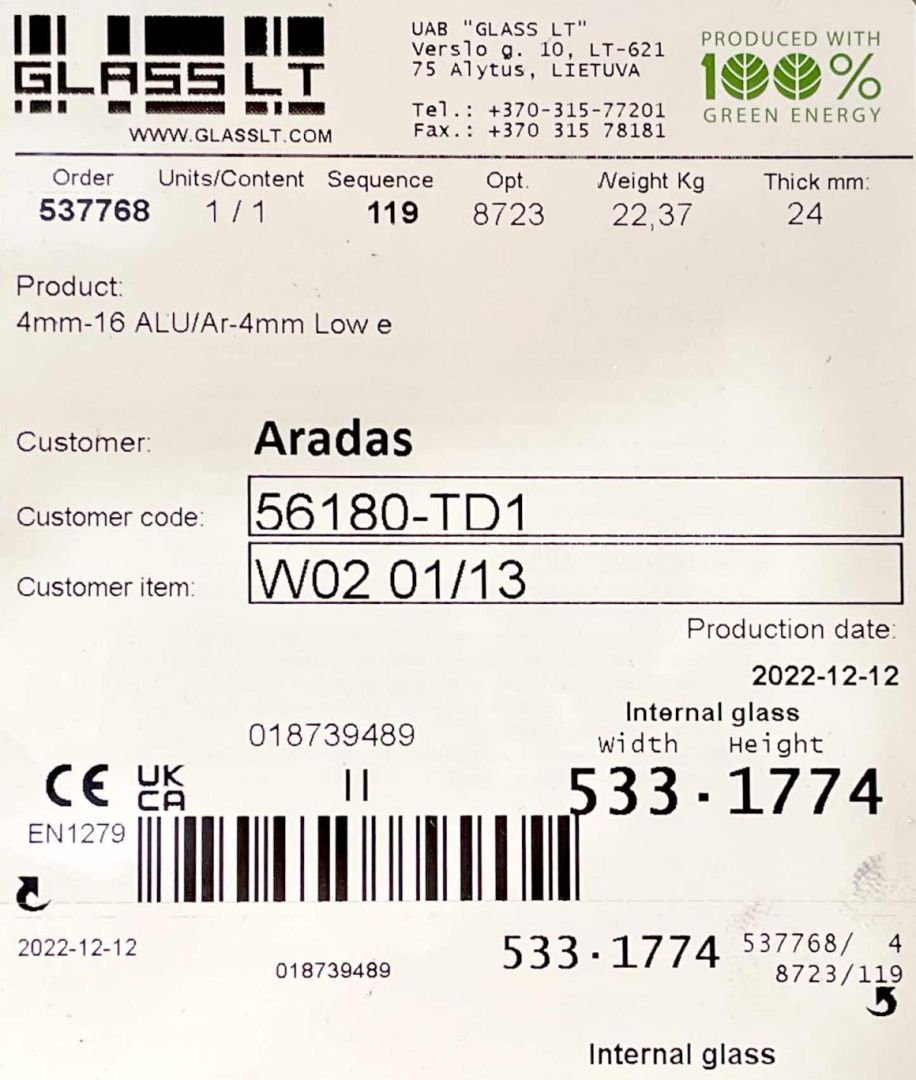 GLASS LT
WWW.GLASSLT.COM
UAB "GLASS LT"
Verslo g. 10, LT-621
75 Alytus, LIETUVA
Tel.: +370-315-77201
Fax.: +370 315 78181
PRODUCED WITH
100%
GREEN ENERGY
Order Units/Content Sequence Opt. Weight Kg Thick mm:
537768 1 / 1 119 8723 22,37 24
Product:
4mm-16 ALU/Ar-4mm Low e
Customer: Aradas
Customer code: 56180-TD1
Customer item: W02 01/13
Production date:
2022-12-12
Internal glass
018739489
Width Height
CE UK CA II 533·1774
EN1279
2022-12-12
018739489
533·1774
537768/ 4
8723/119
Internal glass